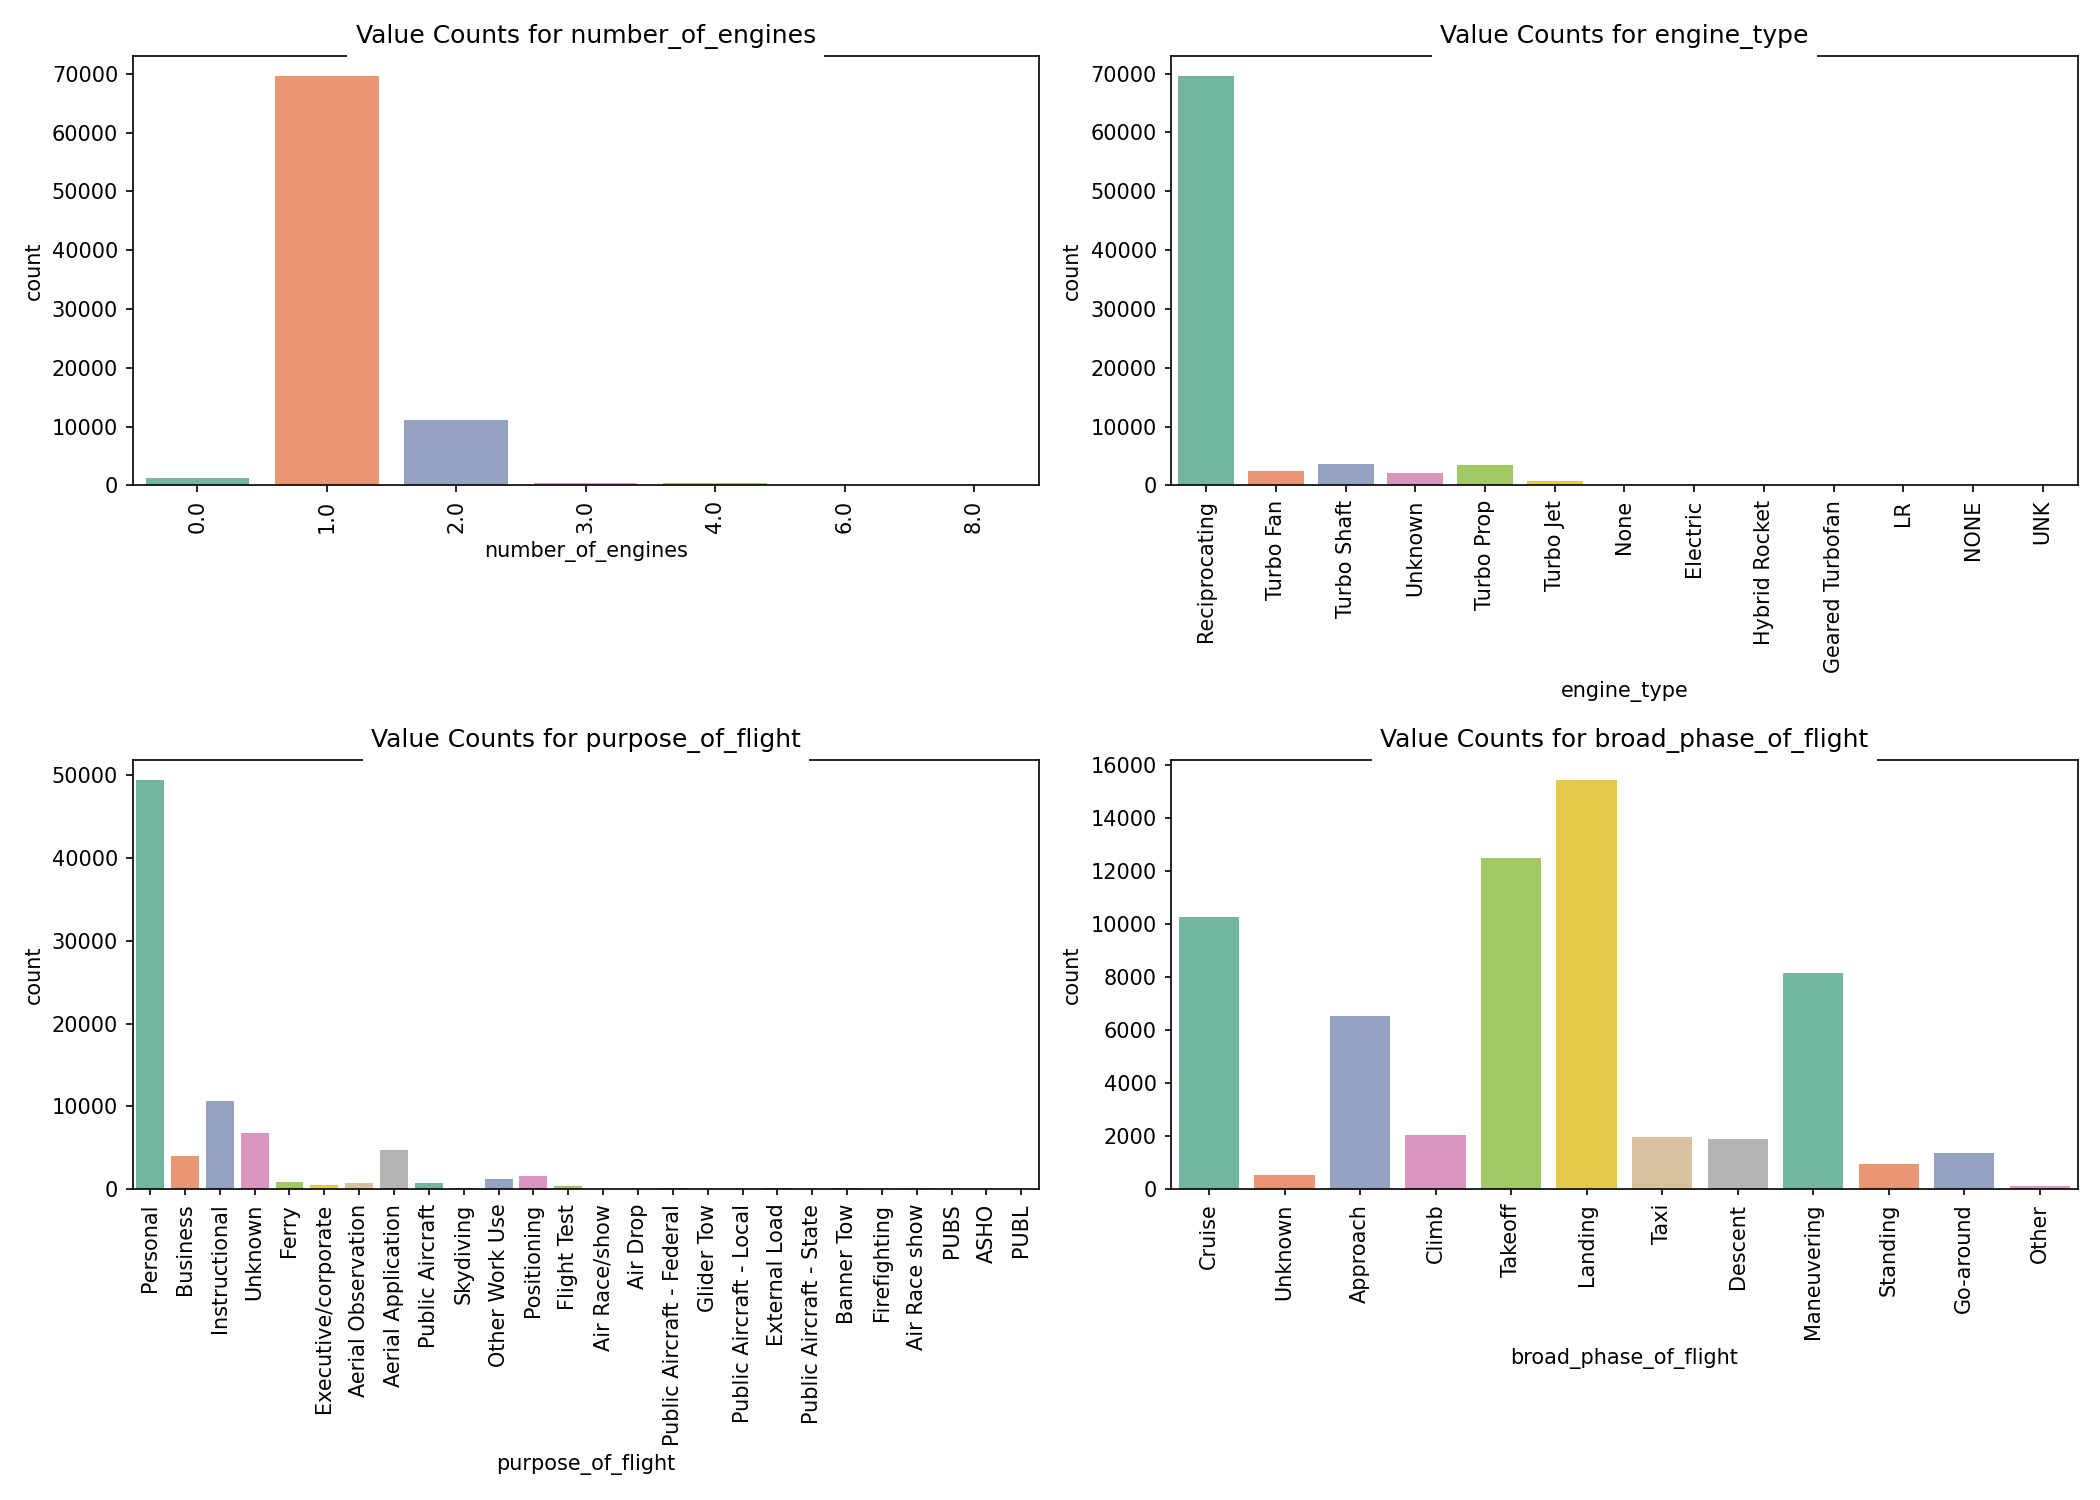 Value Counts for number_of_engines
70000
60000
50000
40000
30000
20000
10000
0
count
0.0
1.0
2.0
3.0
4.0
6.0
8.0
number_of_engines
Value Counts for engine_type
70000
60000
50000
40000
30000
20000
10000
0
count
Reciprocating
Turbo Fan
Turbo Shaft
Unknown
Turbo Prop
Turbo Jet
None
Electric
Hybrid Rocket
Geared Turbofan
LR
NONE
UNK
engine_type
Value Counts for purpose_of_flight
50000
40000
30000
20000
10000
0
count
Personal
Business
Instructional
Unknown
Ferry
Executive/corporate
Aerial Observation
Aerial Application
Public Aircraft
Skydiving
Other Work Use
Positioning
Flight Test
Air Race/show
Air Drop
Public Aircraft - Federal
Glider Tow
Public Aircraft - Local
External Load
Public Aircraft - State
Banner Tow
Firefighting
Air Race show
PUBS
ASHO
PUBL
purpose_of_flight
Value Counts for broad_phase_of_flight
16000
14000
12000
10000
8000
6000
4000
2000
0
count
Cruise
Unknown
Approach
Climb
Takeoff
Landing
Taxi
Descent
Maneuvering
Standing
Go-around
Other
broad_phase_of_flight